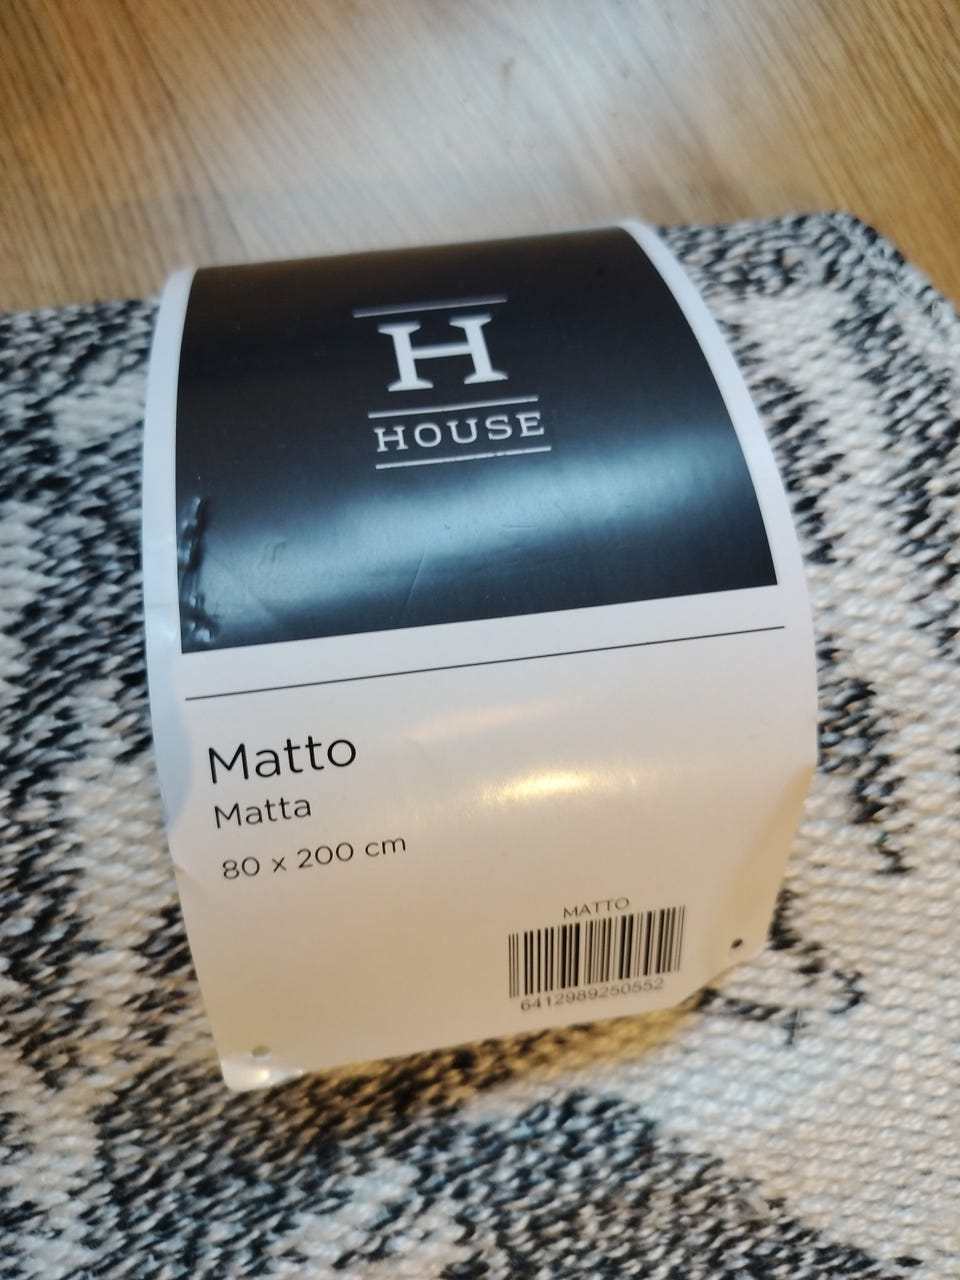 H
HOUSE
Matto
Matta
80 x 200 cm
MATTO
6412989250552